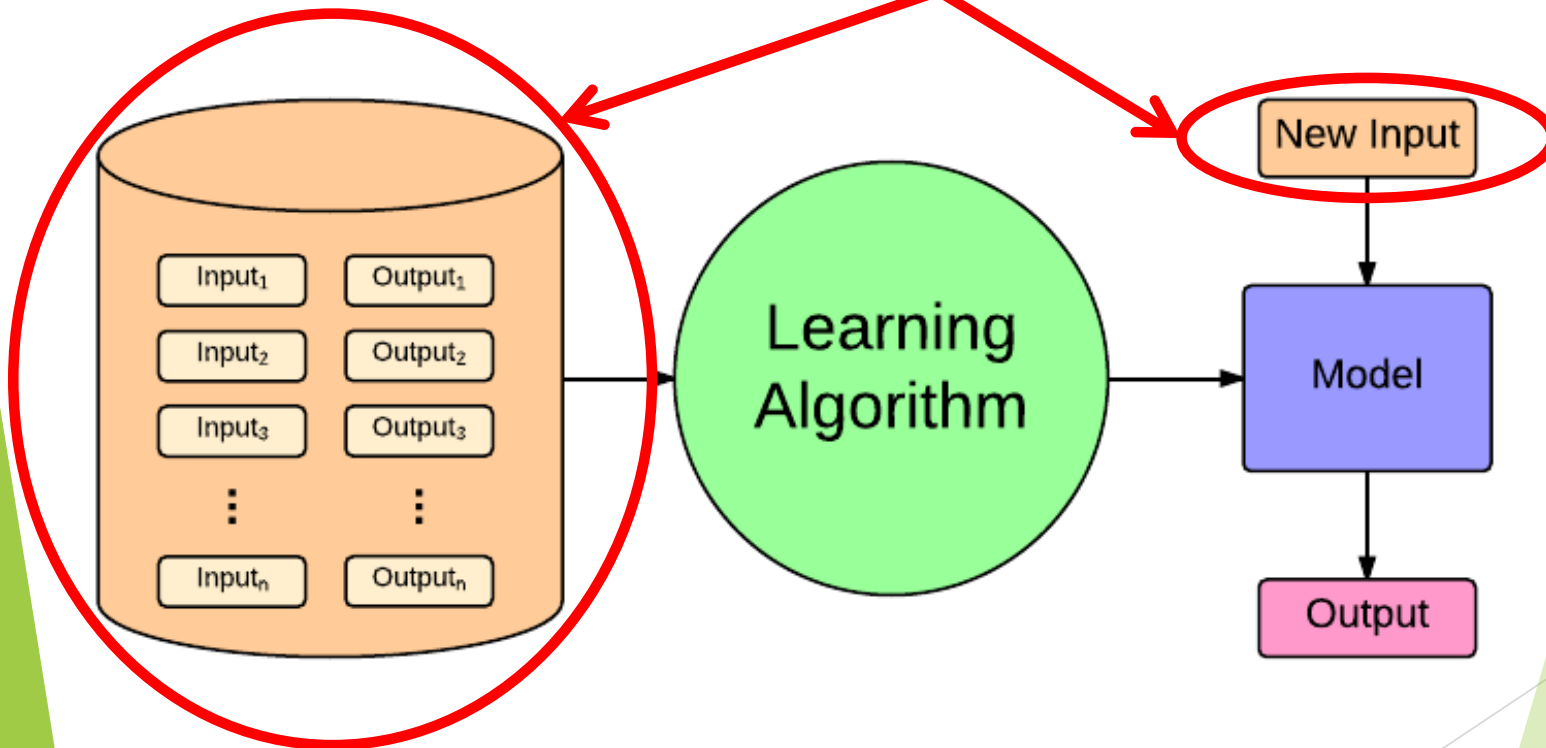 New Input
Input₁ Output₁
Input₂ Output₂
Input₃ Output₃
⋮ ⋮
Inputₙ Outputₙ
Learning
Algorithm
Model
Output